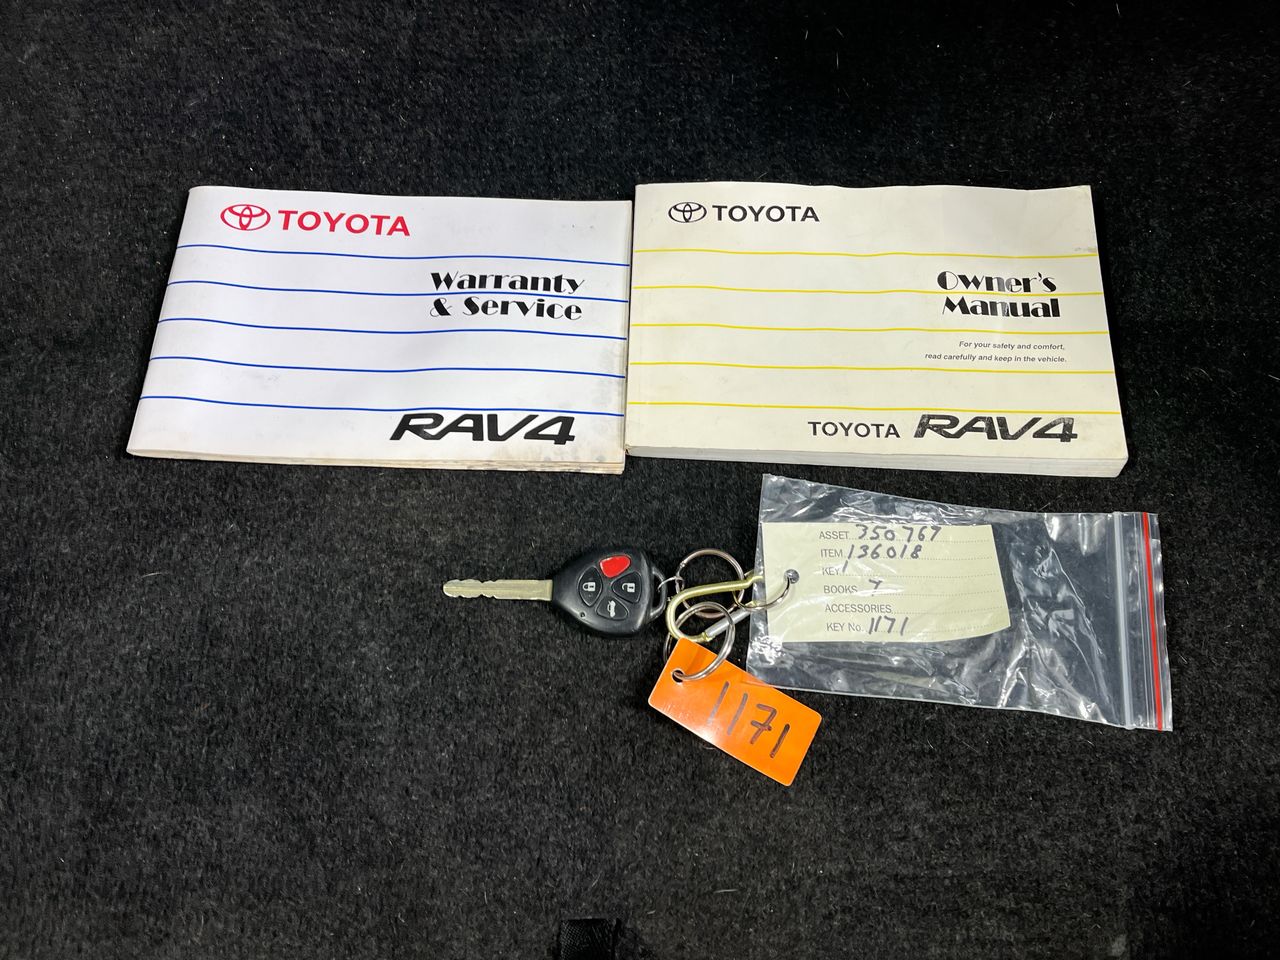 TOYOTA
Warranty
& Service
RAV4
TOYOTA
Owner's
Manual
For your safety and comfort,
read carefully and keep in the vehicle.
TOYOTA RAV4
ASSET 350767
ITEM 136018
KEY 1
BOOKS
ACCESSORIES
KEY No. 1171
1171